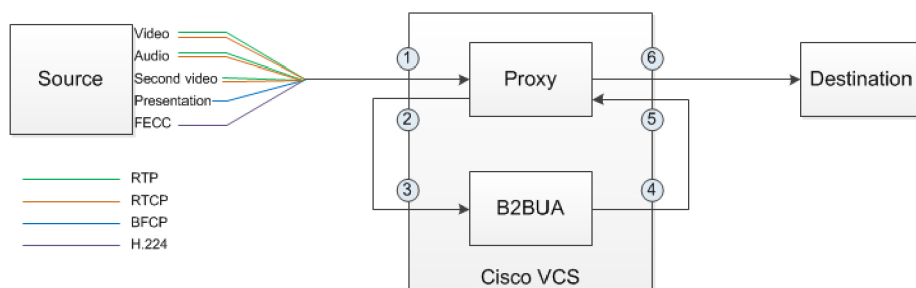 Source
Video
Audio
Second video
Presentation
FECC
RTP
RTCP
BFCP
H.224
1
2
3
Proxy
B2BUA
6
5
4
Cisco VCS
Destination